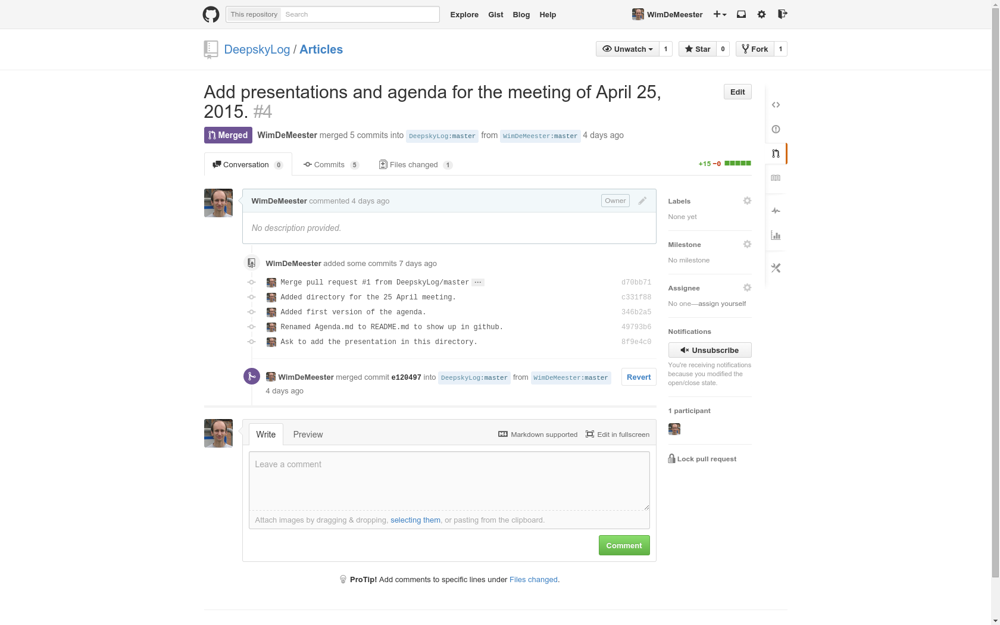 This repository Search Explore Gist Blog Help WimDeMeester
DeepskyLog / Articles Unwatch 1 Star 0 Fork 1
Add presentations and agenda for the meeting of April 25, Edit
2015. #4
Merged WimDeMeester merged 5 commits into DeepskyLog:master from WimDeMeester:master 4 days ago
Conversation 0 Commits 5 Files changed 1 +15 −0
WimDeMeester commented 4 days ago Owner
No description provided.
WimDeMeester added some commits 7 days ago
Merge pull request #1 from DeepskyLog/master ... d70bb71
Added directory for the 25 April meeting. c331f88
Added first version of the agenda. 346b2a5
Renamed Agenda.md to README.md to show up in github. 49793b6
Ask to add the presentation in this directory. 8f9e4c0
WimDeMeester merged commit e120497 into DeepskyLog:master from WimDeMeester:master Revert
4 days ago
Labels
None yet
Milestone
No milestone
Assignee
No one—assign yourself
Notifications
Unsubscribe
You're receiving notifications
because you modified the
open/close state.
1 participant
Lock pull request
Write Preview Markdown supported Edit in fullscreen
Leave a comment
Attach images by dragging & dropping, selecting them, or pasting from the clipboard.
Comment
ProTip! Add comments to specific lines under Files changed.